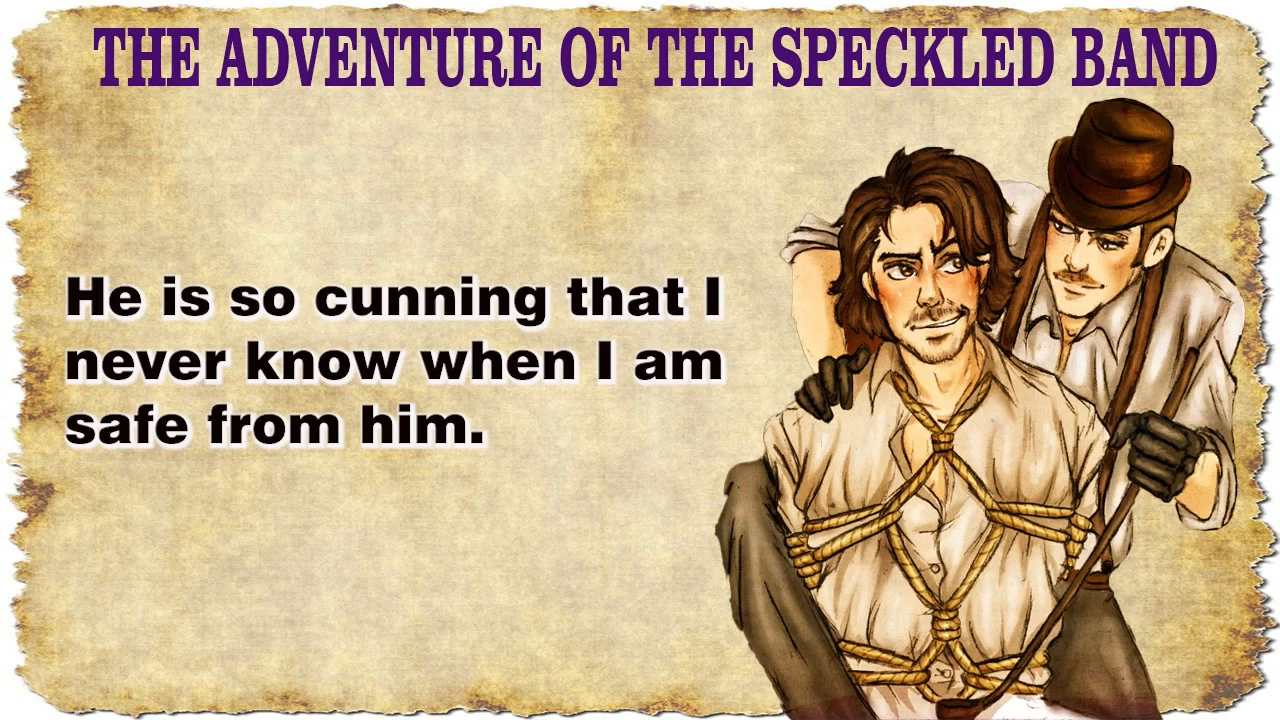 THE ADVENTURE OF THE SPECKLED BAND
He is so cunning that I
never know when I am
safe from him.